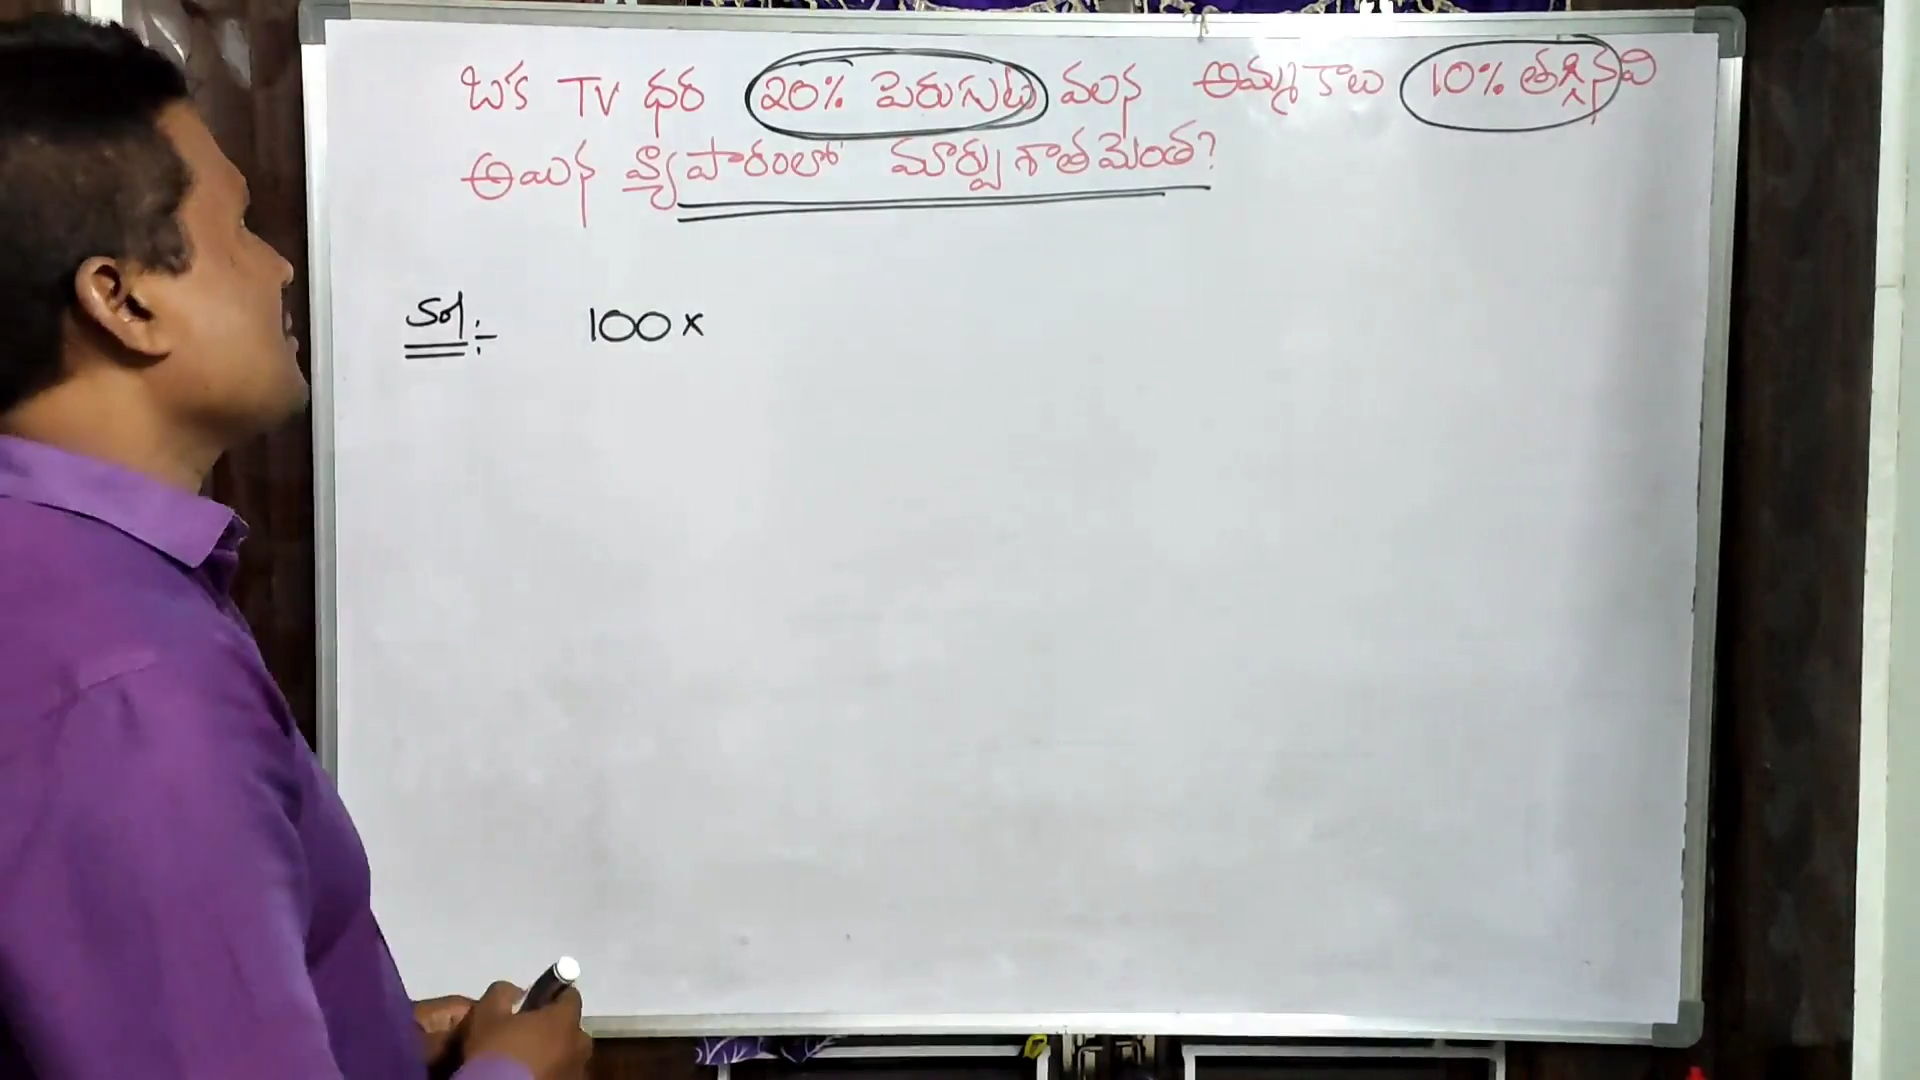 ఒక TV ధర 20% పెరుగుట వలన అమ్మకాలు 10% తగ్గినవి
అయిన వ్యాపారంలో మార్పు శాతమెంత?
Sol:- 100 ×